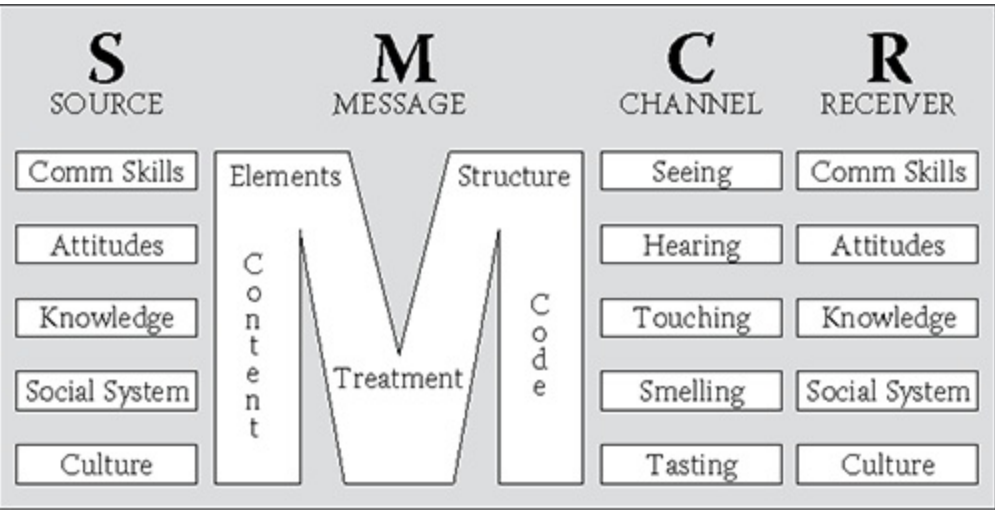 S M C R
SOURCE MESSAGE CHANNEL RECEIVER
Comm Skills
Attitudes
Knowledge
Social System
Culture
Elements
Structure
Content
Treatment
Code
Seeing
Hearing
Touching
Smelling
Tasting
Comm Skills
Attitudes
Knowledge
Social System
Culture